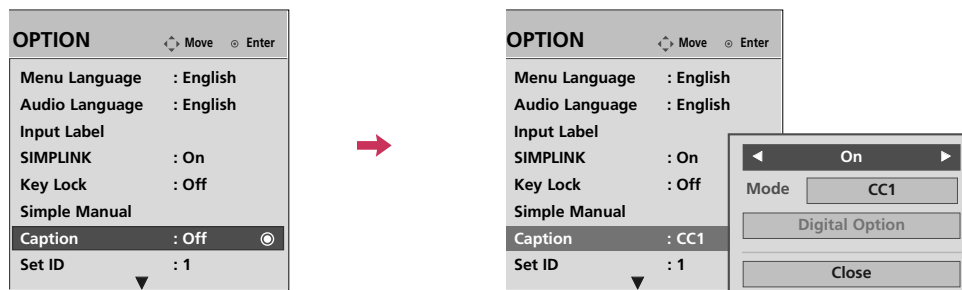 OPTION Move Enter
Menu Language : English
Audio Language : English
Input Label
SIMPLINK : On
Key Lock : Off
Simple Manual
Caption : Off
Set ID : 1
OPTION Move Enter
Menu Language : English
Audio Language : English
Input Label
SIMPLINK : On
Key Lock : Off
Simple Manual
Caption : CC1
Set ID : 1
On
Mode CC1
Digital Option
Close